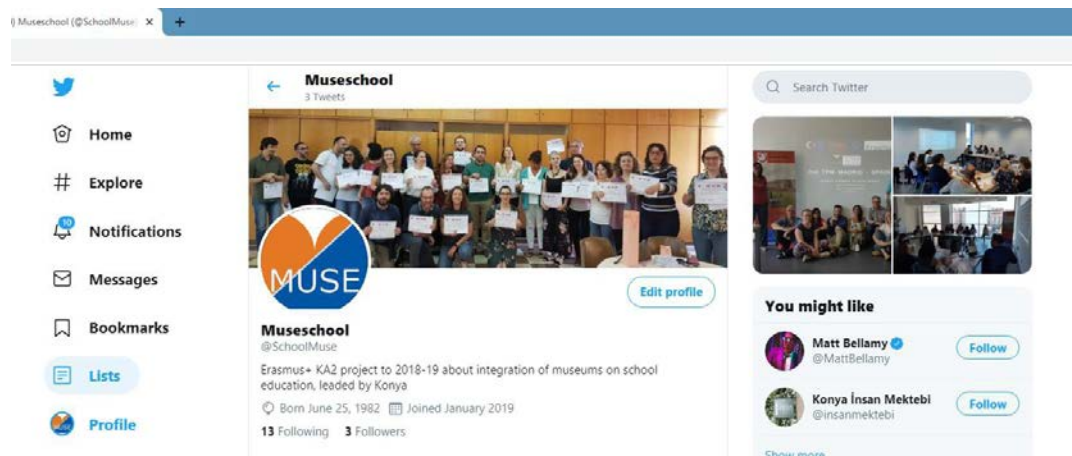 ) Museschool (@SchoolMuse
Museschool
3 Tweets
Search Twitter
Home
Explore
10
Notifications
Messages
Bookmarks
Lists
Profile
MUSE
Edit profile
Museschool
@SchoolMuse
Erasmus+ KA2 project to 2018-19 about integration of museums on school
education, leaded by Konya
Born June 25, 1982 Joined January 2019
13 Following 3 Followers
You might like
Matt Bellamy
@MattBellamy
Follow
Konya İnsan Mektebi
@insanmektebi
Follow
Show more